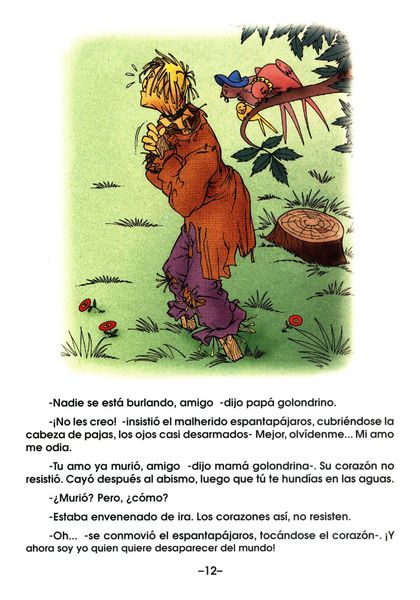 -Nadie se está burlando, amigo -dijo papá golondrino.
-¡No les creo! -insistió el malherido espantapájaros, cubriéndose la
cabeza de pajas, los ojos casi desarmados- Mejor, olvídenme... Mi amo
me odia.
-Tu amo ya murió, amigo -dijo mamá golondrina-. Su corazón no
resistió. Cayó después al abismo, luego que tú te hundías en las aguas.
-¿Murió? Pero, ¿cómo?
-Estaba envenenado de ira. Los corazones así, no resisten.
-Oh... -se conmovió el espantapájaros, tocándose el corazón-. ¡Y
ahora soy yo quien quiere desaparecer del mundo!
–12–